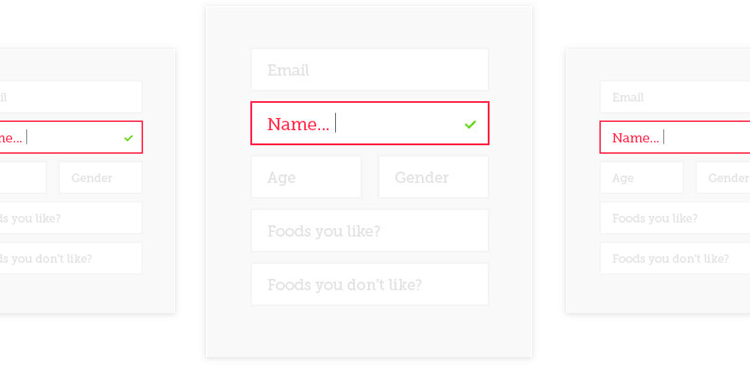 il
me...
Gender
ds you like?
ds you don't like?
Email
Name...
Age Gender
Foods you like?
Foods you don't like?
Email
Name...
Age Gender
Foods you like?
Foods you don't like?